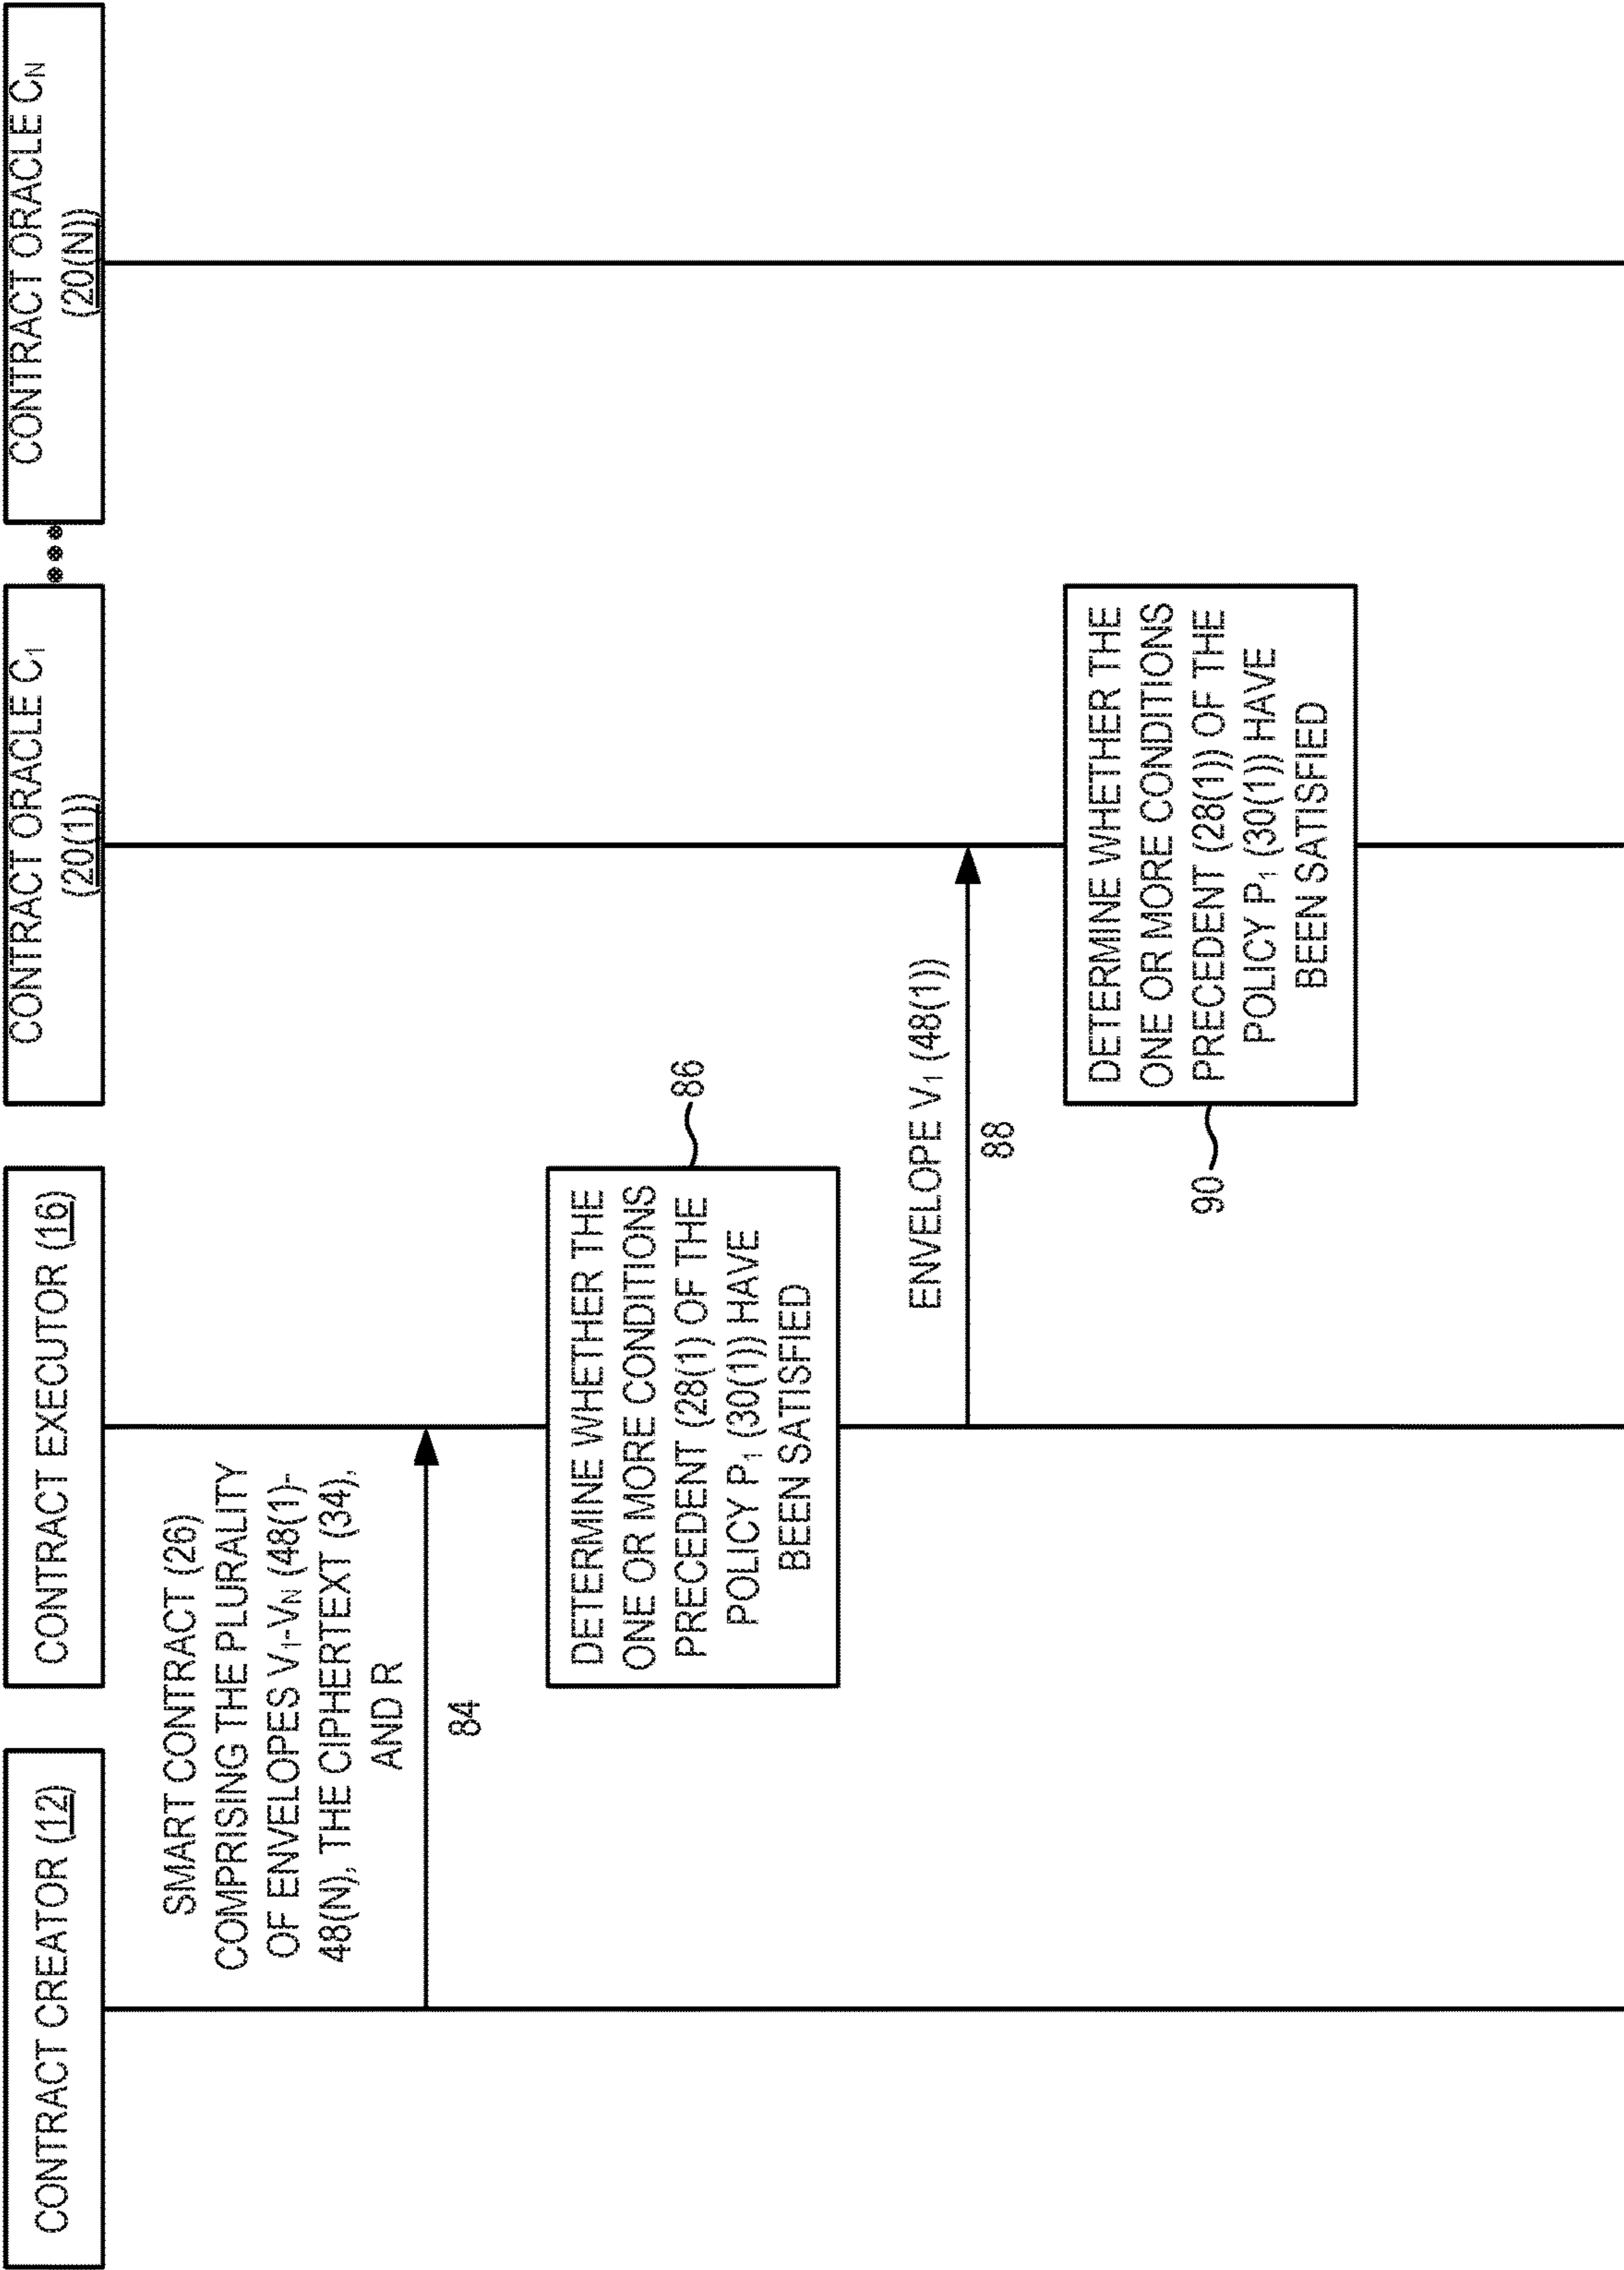 CONTRACT CREATOR (12)
CONTRACT EXECUTOR (16)
CONTRACT ORACLE C₁
(20(1))
CONTRACT ORACLE Cɴ
(20(N))
SMART CONTRACT (26)
COMPRISING THE PLURALITY
OF ENVELOPES V₁-Vɴ (48(1)-
48(N), THE CIPHERTEXT (34),
AND R
84
DETERMINE WHETHER THE
ONE OR MORE CONDITIONS
PRECEDENT (28(1) OF THE
POLICY P₁ (30(1)) HAVE
BEEN SATISFIED
86
ENVELOPE V₁ (48(1))
88
DETERMINE WHETHER THE
ONE OR MORE CONDITIONS
PRECEDENT (28(1)) OF THE
POLICY P₁ (30(1)) HAVE
BEEN SATISFIED
90